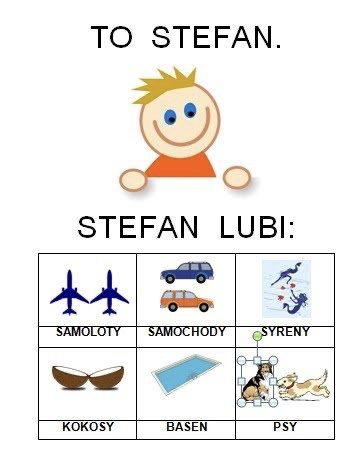 TO STEFAN.
STEFAN LUBI:
SAMOLOTY SAMOCHODY SYRENY
KOKOSY BASEN PSY